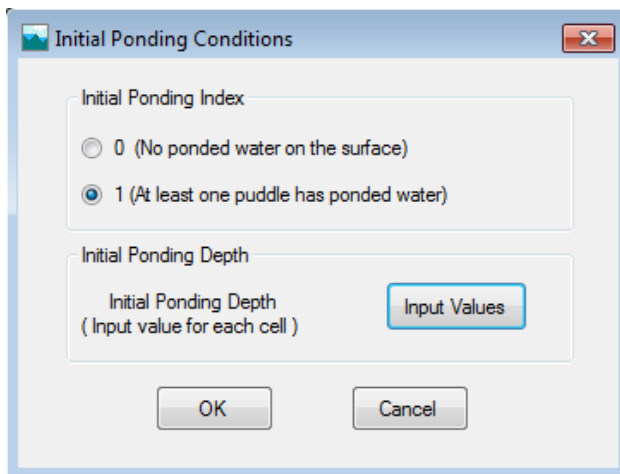 Initial Ponding Conditions
Initial Ponding Index
0 (No ponded water on the surface)
1 (At least one puddle has ponded water)
Initial Ponding Depth
Initial Ponding Depth
( Input value for each cell )
Input Values
OK
Cancel